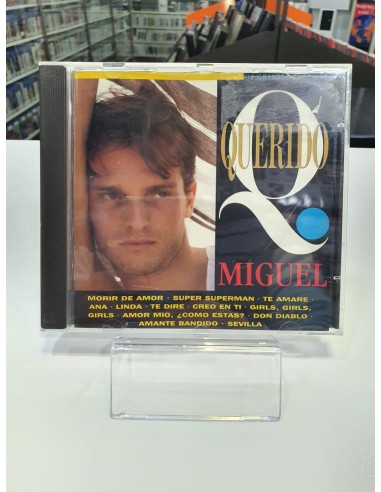 QUERIDO
Q
MIGUEL
MORIR DE AMOR · SUPER SUPERMAN · TE AMARE ·
ANA · LINDA · TE DIRE · CREO EN TI · GIRLS, GIRLS,
GIRLS · AMOR MIO, ¿COMO ESTAS? · DON DIABLO ·
AMANTE BANDIDO · SEVILLA